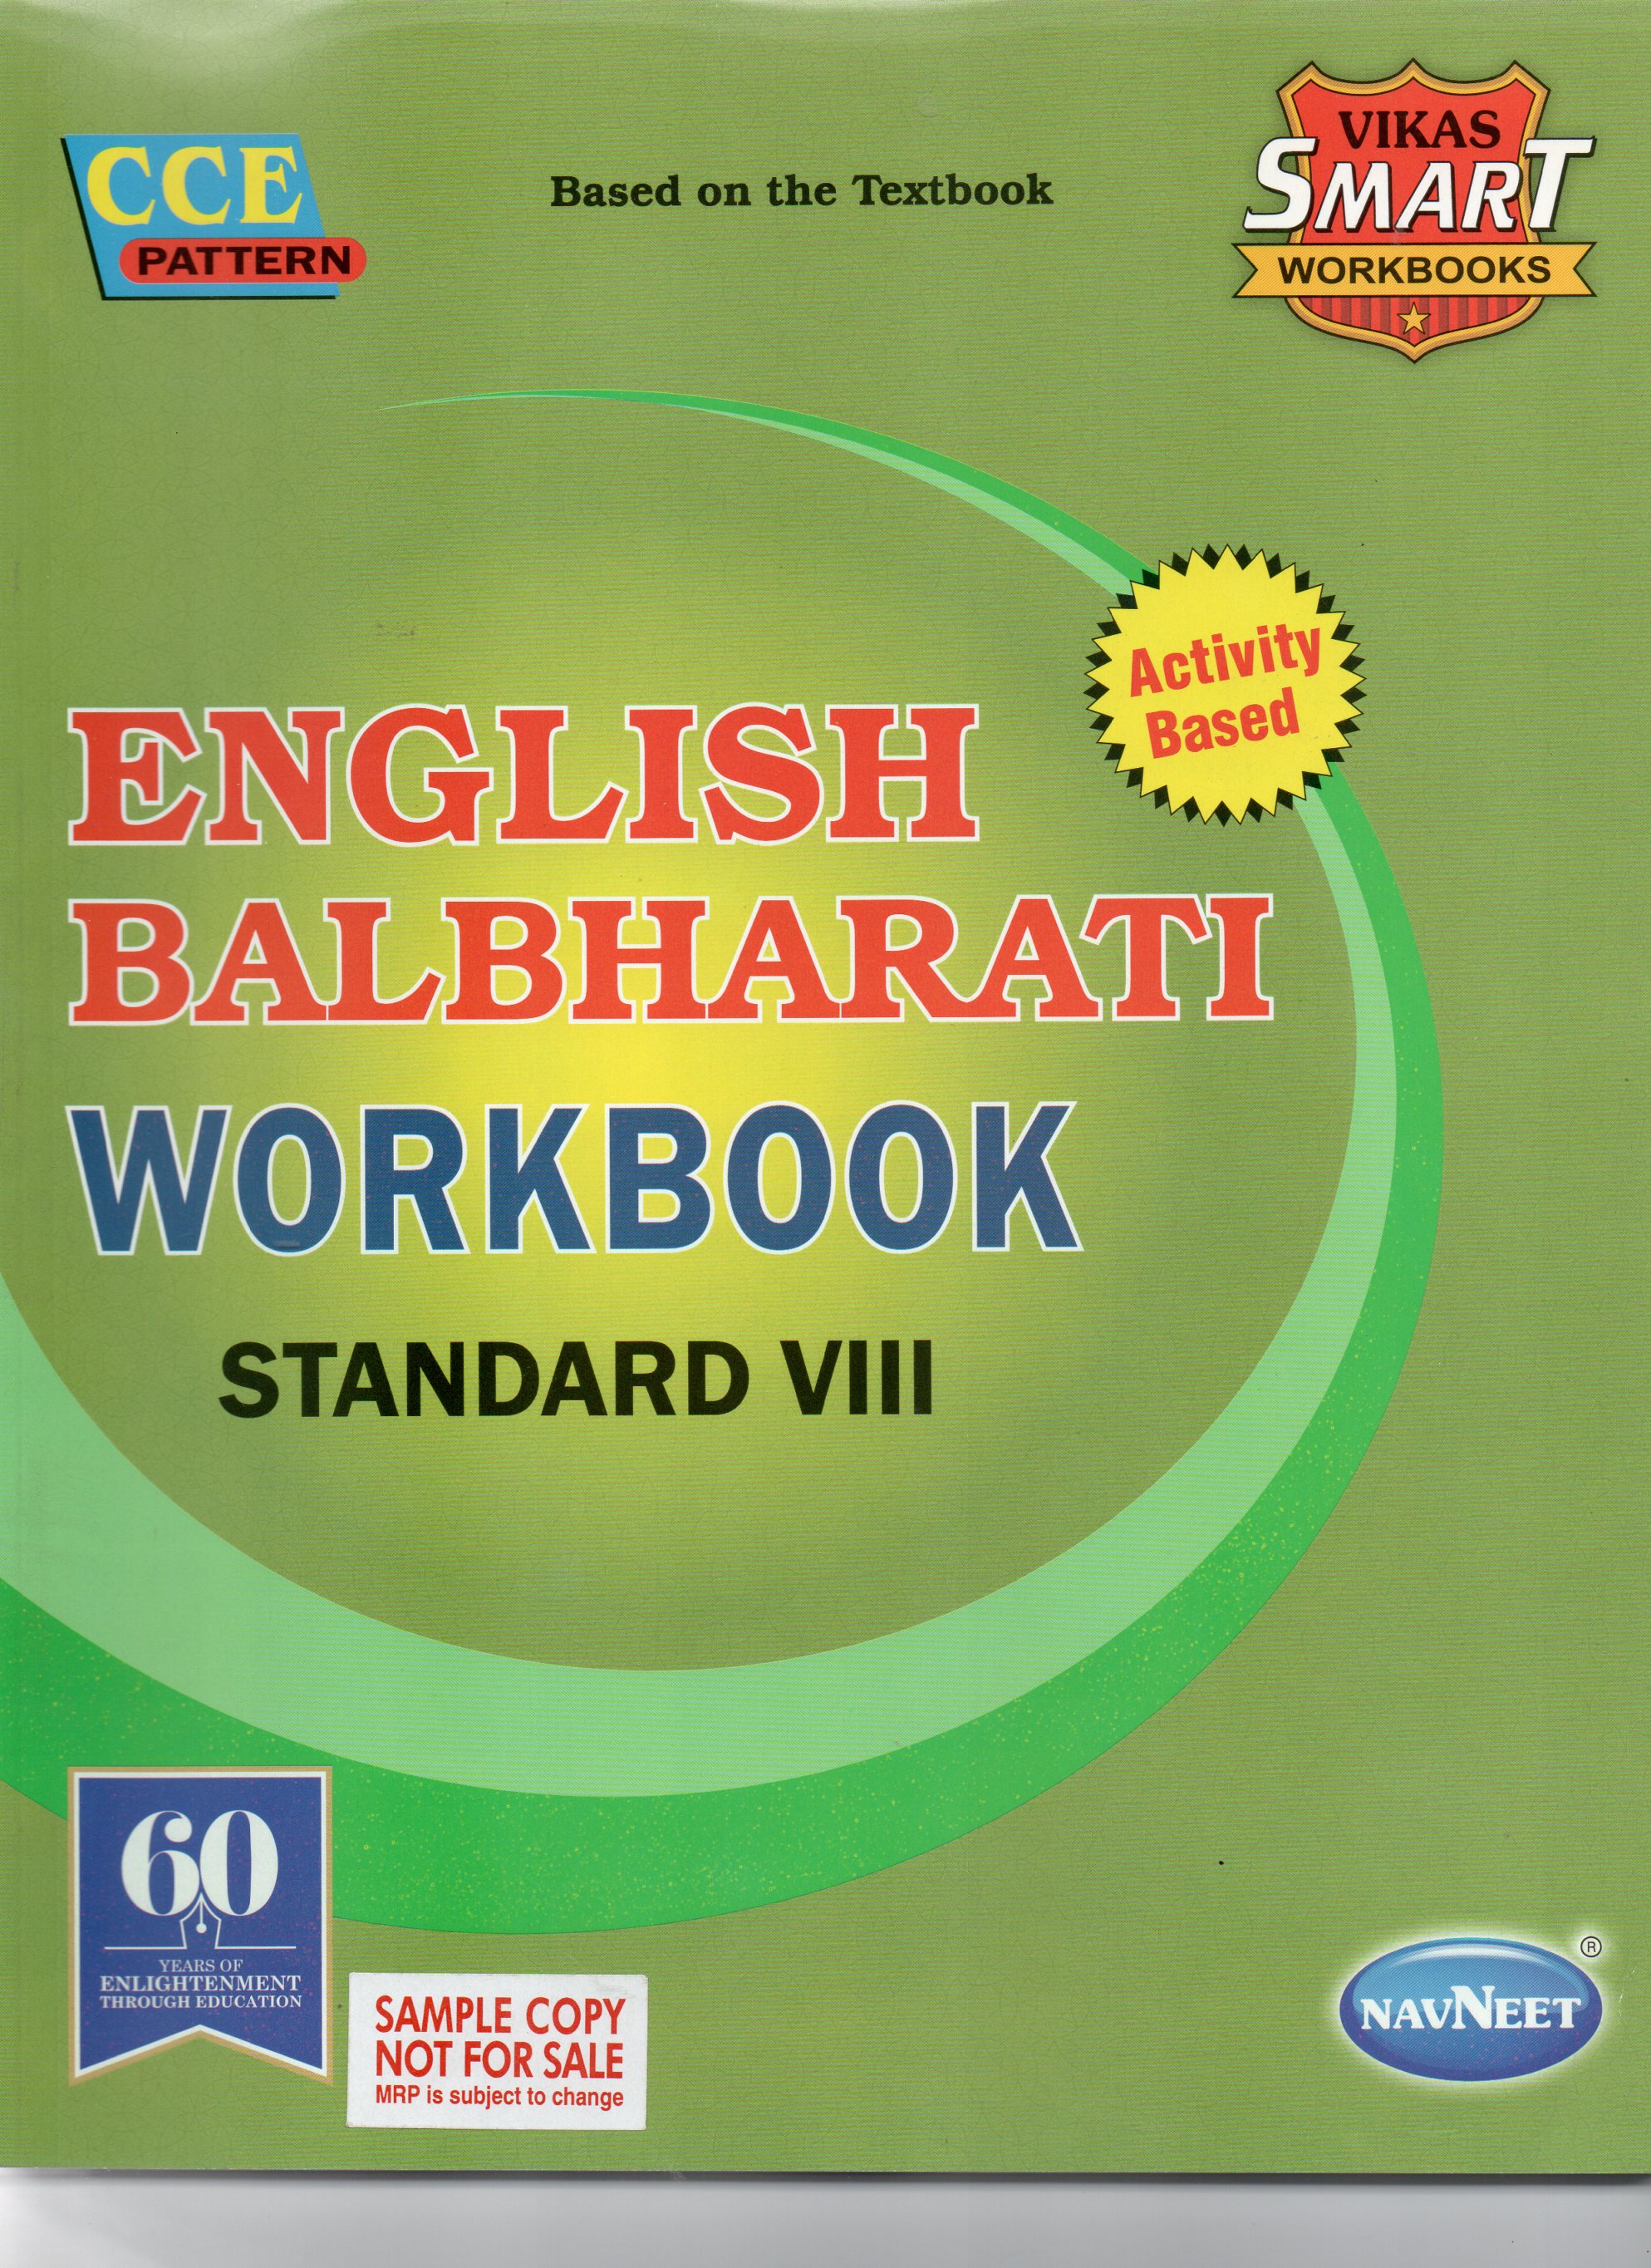 CCE
PATTERN
Based on the Textbook
VIKAS
SMART
WORKBOOKS
Activity
Based
ENGLISH
BALBHARATI
WORKBOOK
STANDARD VIII
60
YEARS OF
ENLIGHTENMENT
THROUGH EDUCATION
SAMPLE COPY
NOT FOR SALE
MRP is subject to change
NAVNEET ®